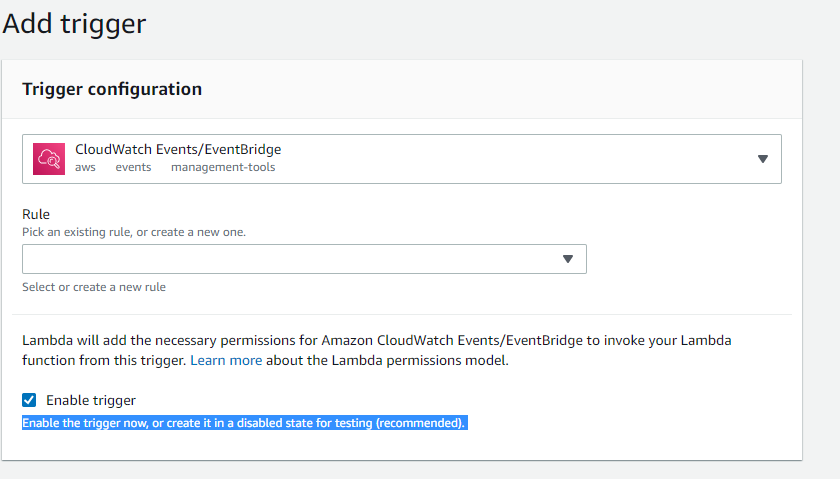 Add trigger
Trigger configuration
CloudWatch Events/EventBridge
aws events management-tools
Rule
Pick an existing rule, or create a new one.
Select or create a new rule
Lambda will add the necessary permissions for Amazon CloudWatch Events/EventBridge to invoke your Lambda
function from this trigger. Learn more about the Lambda permissions model.
Enable trigger
Enable the trigger now, or create it in a disabled state for testing (recommended).